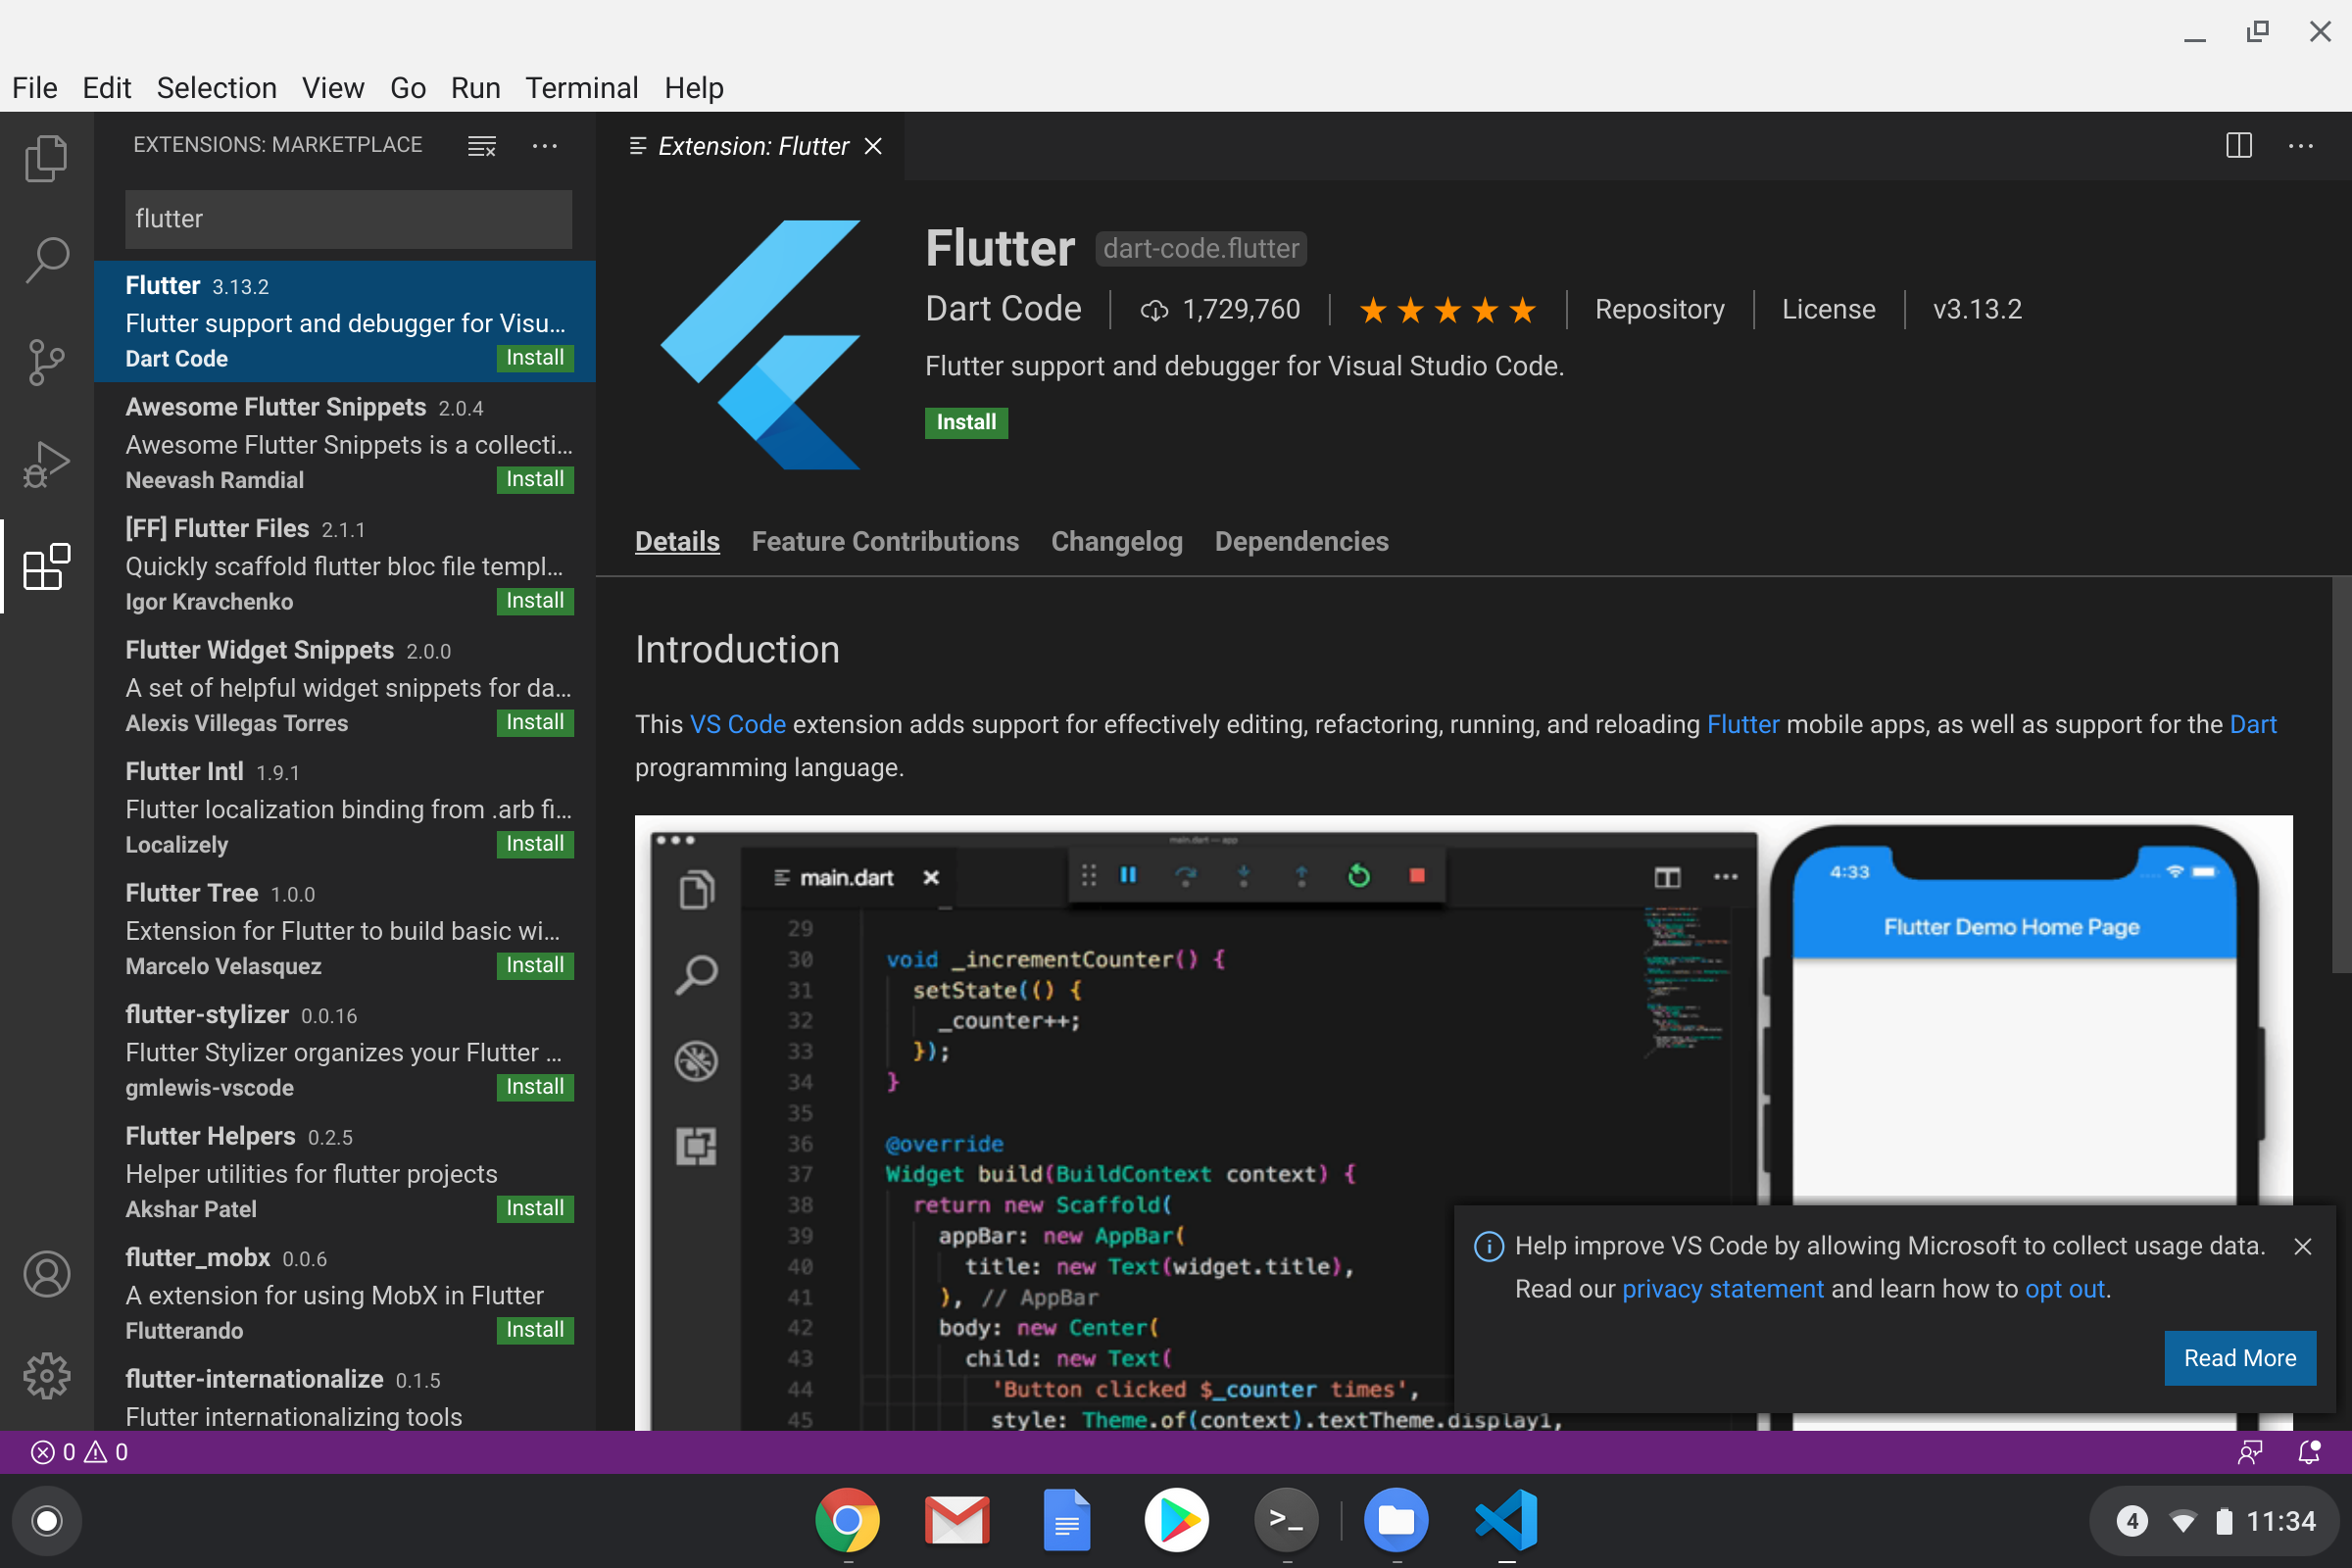 File Edit Selection View Go Run Terminal Help
EXTENSIONS: MARKETPLACE
flutter
Flutter 3.13.2
Flutter support and debugger for Visu...
Dart Code Install
Awesome Flutter Snippets 2.0.4
Awesome Flutter Snippets is a collecti...
Neevash Ramdial Install
[FF] Flutter Files 2.1.1
Quickly scaffold flutter bloc file templ...
Igor Kravchenko Install
Flutter Widget Snippets 2.0.0
A set of helpful widget snippets for da...
Alexis Villegas Torres Install
Flutter Intl 1.9.1
Flutter localization binding from .arb fi...
Localizely Install
Flutter Tree 1.0.0
Extension for Flutter to build basic wi...
Marcelo Velasquez Install
flutter-stylizer 0.0.16
Flutter Stylizer organizes your Flutter ...
gmlewis-vscode Install
Flutter Helpers 0.2.5
Helper utilities for flutter projects
Akshar Patel Install
flutter_mobx 0.0.6
A extension for using MobX in Flutter
Flutterando Install
flutter-internationalize 0.1.5
Flutter internationalizing tools
Extension: Flutter
Flutter dart-code.flutter
Dart Code 1,729,760 Repository License v3.13.2
Flutter support and debugger for Visual Studio Code.
Install
Details Feature Contributions Changelog Dependencies
Introduction
This VS Code extension adds support for effectively editing, refactoring, running, and reloading Flutter mobile apps, as well as support for the Dart
programming language.
main.dart — app
main.dart
29
30 void _incrementCounter() {
31 setState(() {
32 _counter++;
33 });
34 }
35
36 @override
37 Widget build(BuildContext context) {
38 return new Scaffold(
39 appBar: new AppBar(
40 title: new Text(widget.title),
41 ), // AppBar
42 body: new Center(
43 child: new Text(
44 'Button clicked $_counter times',
45 style: Theme.of(context).textTheme.display1,
4:33
Flutter Demo Home Page
Help improve VS Code by allowing Microsoft to collect usage data.
Read our privacy statement and learn how to opt out.
Read More
0 0
>_
4 11:34